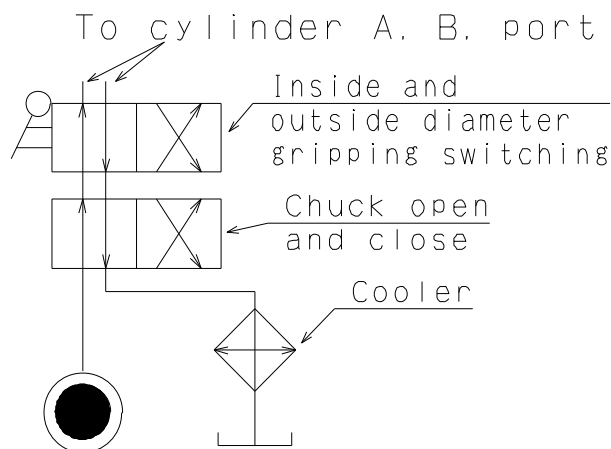 To cylinder A. B. port
Inside and
outside diameter
gripping switching
Chuck open
and close
Cooler